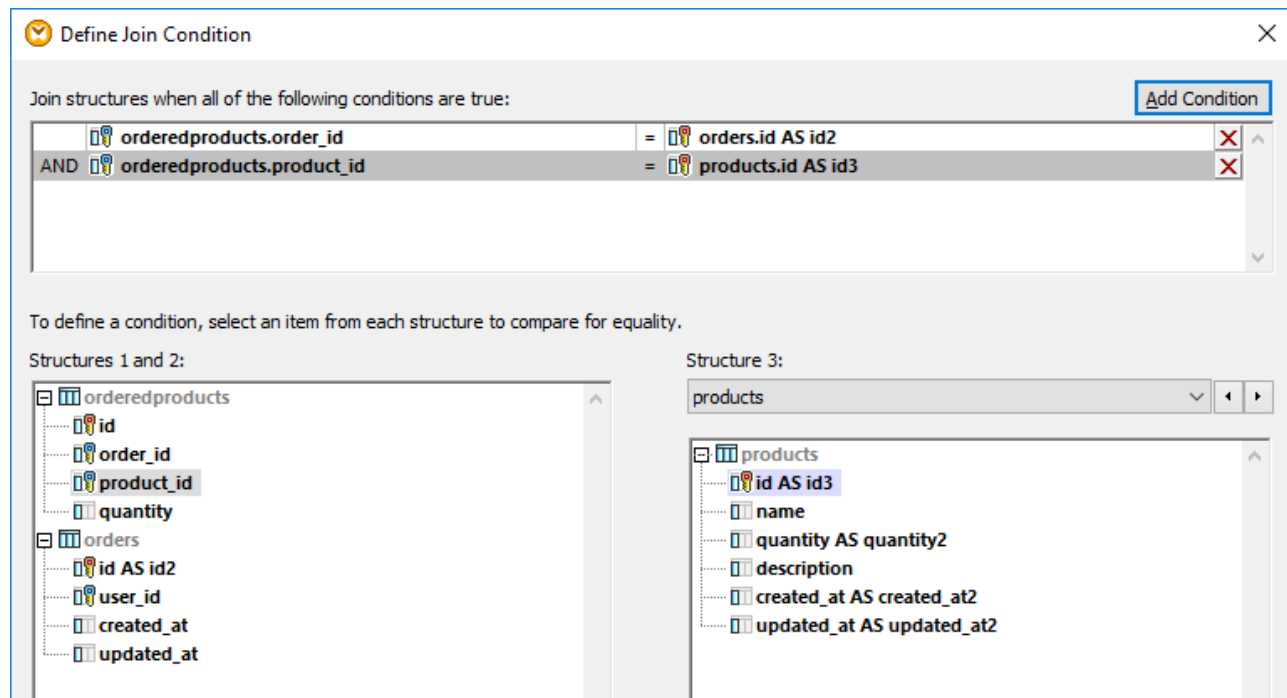 Define Join Condition
Join structures when all of the following conditions are true:
Add Condition
orderedproducts.order_id = orders.id AS id2
AND orderedproducts.product_id = products.id AS id3
To define a condition, select an item from each structure to compare for equality.
Structures 1 and 2:
orderedproducts
id
order_id
product_id
quantity
orders
id AS id2
user_id
created_at
updated_at
Structure 3:
products
products
id AS id3
name
quantity AS quantity2
description
created_at AS created_at2
updated_at AS updated_at2